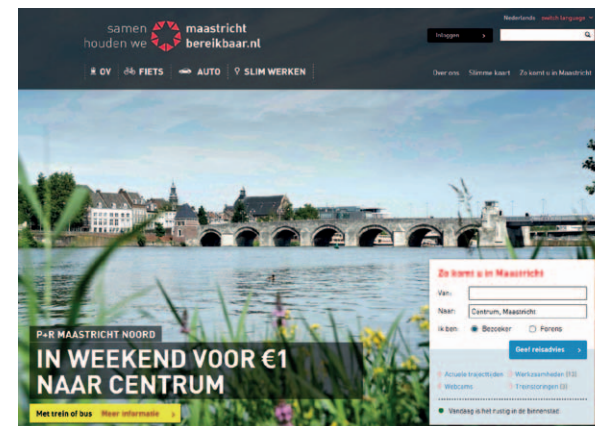 Nederlands switch language
samen maastricht
houden we bereikbaar.nl
Inloggen >
OV FIETS AUTO SLIM WERKEN
Over ons Slimme kaart Zo komt u in Maastricht
Zo komt u in Maastricht
Van:
Naar: Centrum, Maastricht
Ik ben: Bezoeker Forens
Geef reisadvies >
Actuele trajecttijden Werkzaamheden (12)
Webcams Treinstoringen (3)
Vandaag is het rustig in de binnenstad
P+R MAASTRICHT NOORD
IN WEEKEND VOOR €1
NAAR CENTRUM
Met trein of bus Meer informatie >